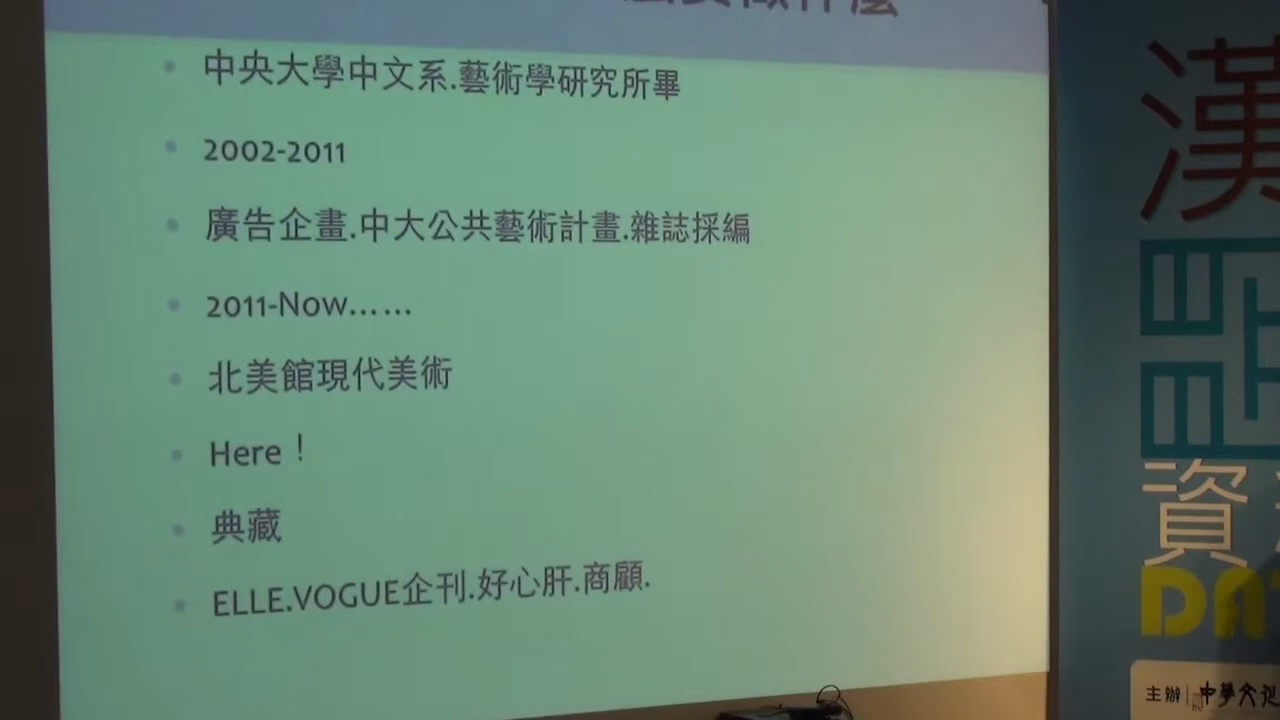 中央大學中文系.藝術學研究所畢
2002-2011
廣告企畫.中大公共藝術計畫.雜誌採編
2011-Now……
北美館現代美術
Here！
典藏
ELLE.VOGUE企刊.好心肝.商顧.
漢
資
DA
主辦